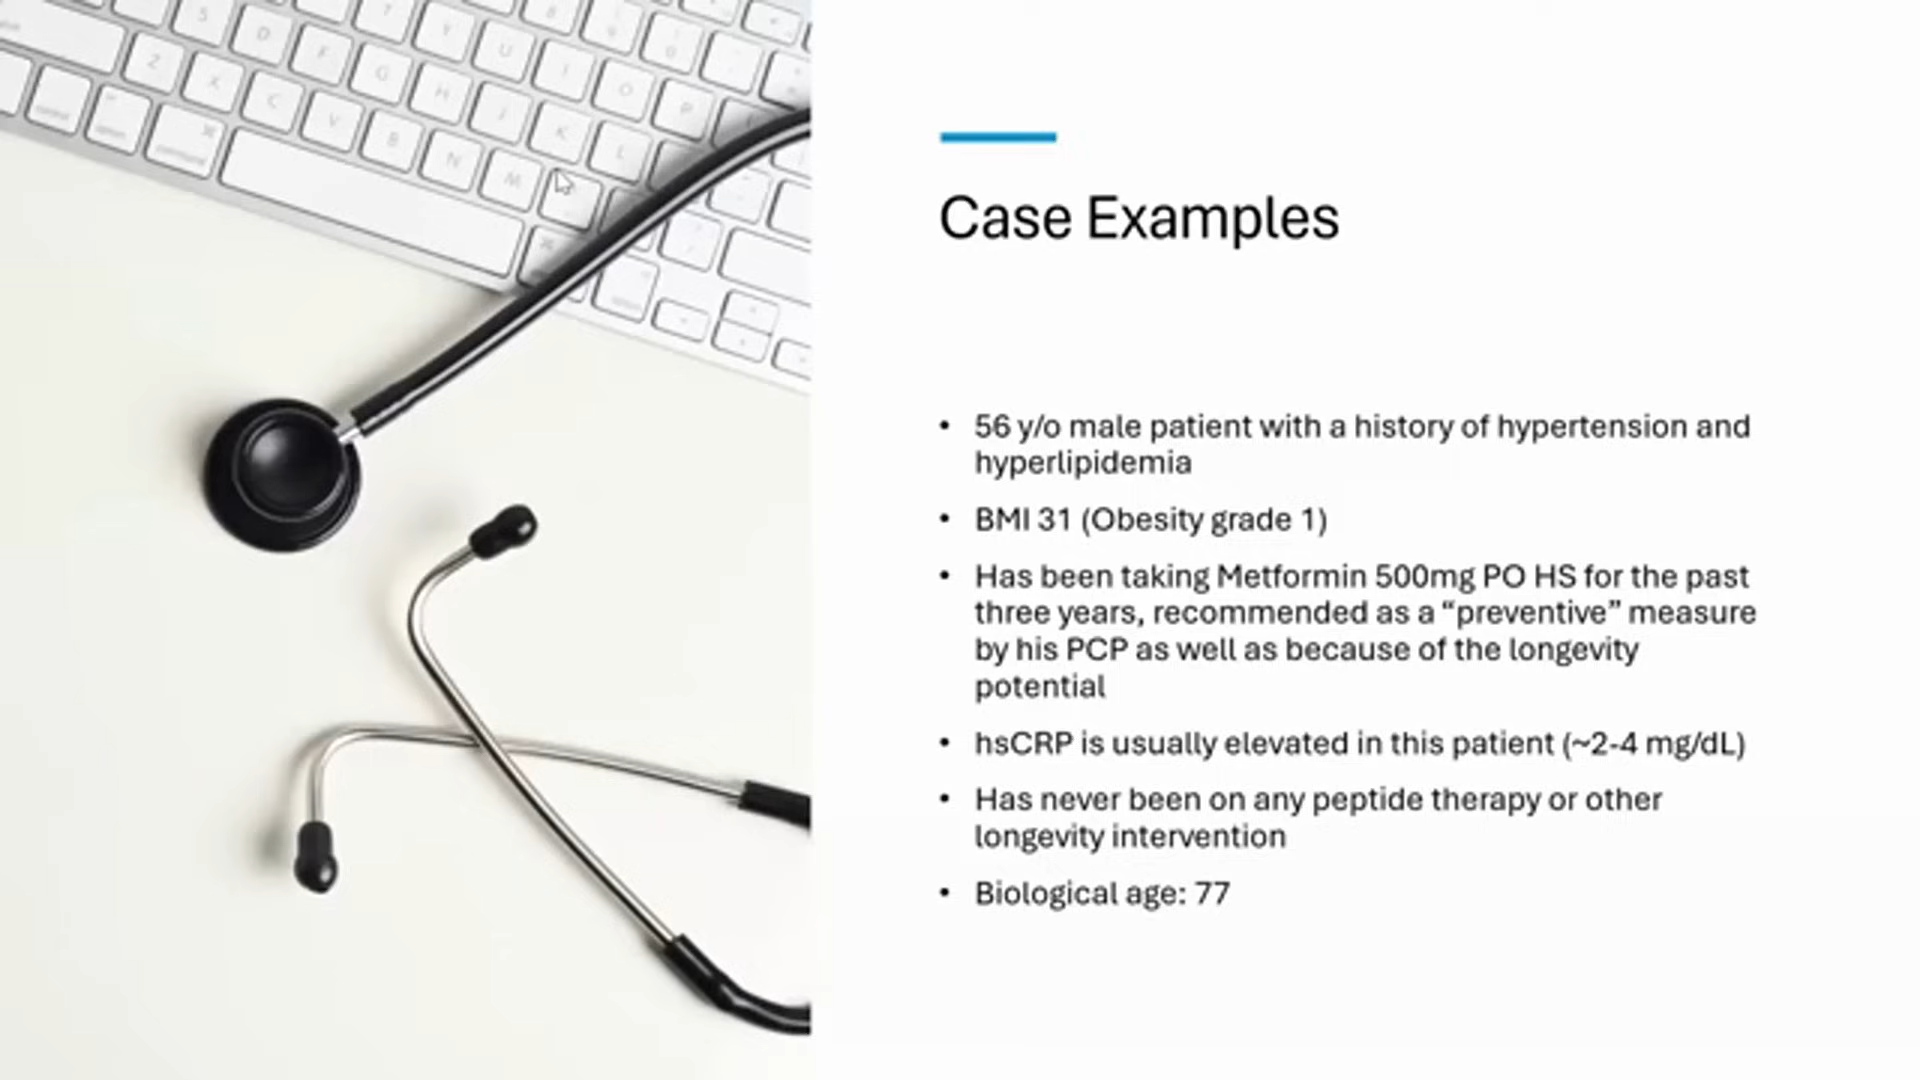 Case Examples
• 56 y/o male patient with a history of hypertension and
hyperlipidemia
• BMI 31 (Obesity grade 1)
• Has been taking Metformin 500mg PO HS for the past
three years, recommended as a “preventive” measure
by his PCP as well as because of the longevity
potential
• hsCRP is usually elevated in this patient (~2-4 mg/dL)
• Has never been on any peptide therapy or other
longevity intervention
• Biological age: 77